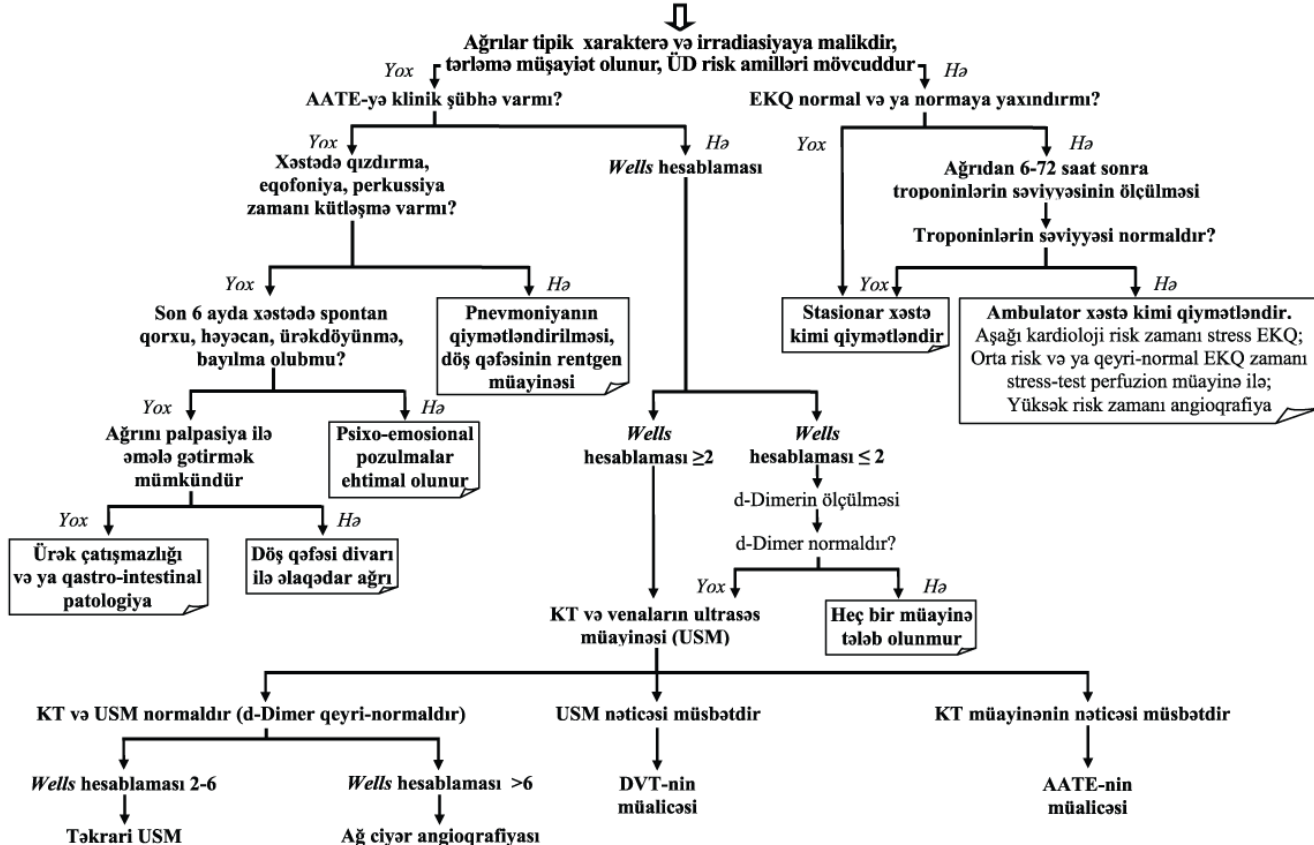 Ağrılar tipik xarakterə və irradiasiyaya malikdir,
tərləmə müşayiət olunur, ÜD risk amilləri mövcuddur
Yox
Hə
AATE-yə klinik şübhə varmı?
EKQ normal və ya normaya yaxındırmı?
Yox
Hə
Yox
Hə
Xəstədə qızdırma,
eqofoniya, perkussiya
zamanı kütləşmə varmı?
Wells hesablaması
Ağrıdan 6-72 saat sonra
troponinlərin səviyyəsinin ölçülməsi
Troponinlərin səviyyəsi normaldır?
Yox
Hə
Yox
Hə
Son 6 ayda xəstədə spontan
qorxu, həyəcan, ürəkdöyünmə,
bayılma olubmu?
Pnevmoniyanın
qiymətləndirilməsi,
döş qəfəsinin rentgen
müayinəsi
Stasionar xəstə
kimi qiymətləndir
Ambulator xəstə kimi qiymətləndir.
Aşağı kardioloji risk zamanı stress EKQ;
Orta risk və ya qeyri-normal EKQ zamanı
stress-test perfuzion müayinə ilə;
Yüksək risk zamanı angioqrafiya
Yox
Hə
Ağrını palpasiya ilə
əmələ gətirmək
mümkündür
Psixo-emosional
pozulmalar
ehtimal olunur
Wells
hesablaması ≥2
Wells
hesablaması ≤ 2
d-Dimerin ölçülməsi
d-Dimer normaldır?
Yox
Hə
Ürək çatışmazlığı
və ya qastro-intestinal
patologiya
Döş qəfəsi divarı
ilə əlaqədar ağrı
Yox
Hə
KT və venaların ultrasəs
müayinəsi (USM)
Heç bir müayinə
tələb olunmur
KT və USM normaldır (d-Dimer qeyri-normaldır)
USM nəticəsi müsbətdir
KT müayinənin nəticəsi müsbətdir
Wells hesablaması 2-6
Wells hesablaması >6
DVT-nin
müalicəsi
AATE-nin
müalicəsi
Təkrari USM
Ağ ciyər angioqrafiyası